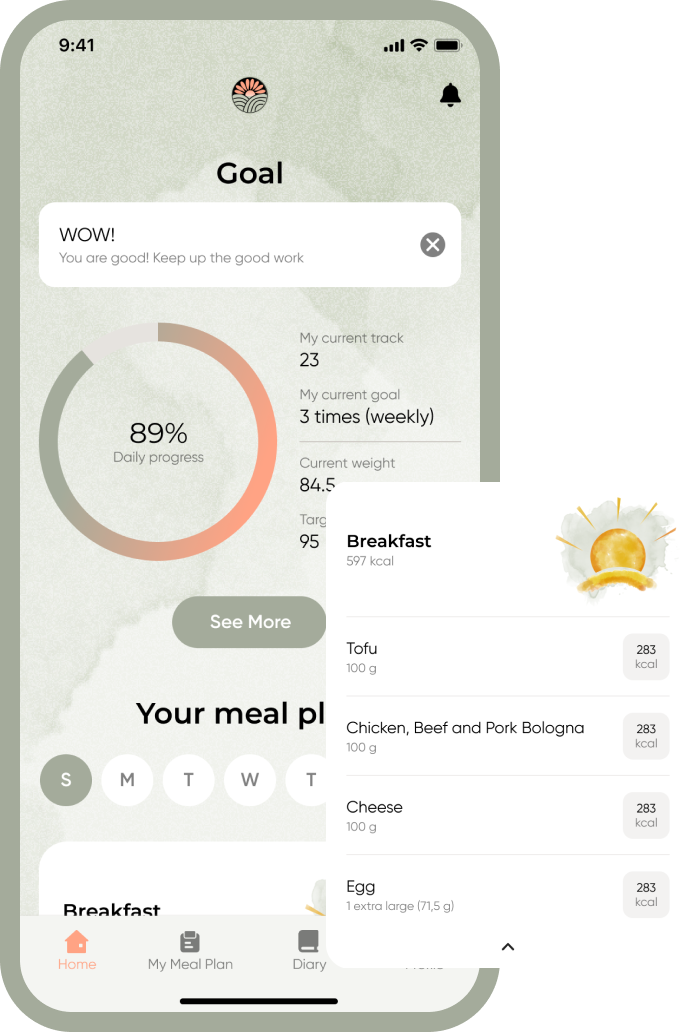 9:41
Goal
WOW!
You are good! Keep up the good work
My current track
23
My current goal
3 times (weekly)
89%
Daily progress
Current weight
84.5
Targ
95
See More
Your meal pl
S M T W T
Breakfast
Home My Meal Plan Diary
Breakfast
597 kcal
Tofu
100 g
283
kcal
Chicken, Beef and Pork Bologna
100 g
283
kcal
Cheese
100 g
283
kcal
Egg
1 extra large (71,5 g)
283
kcal